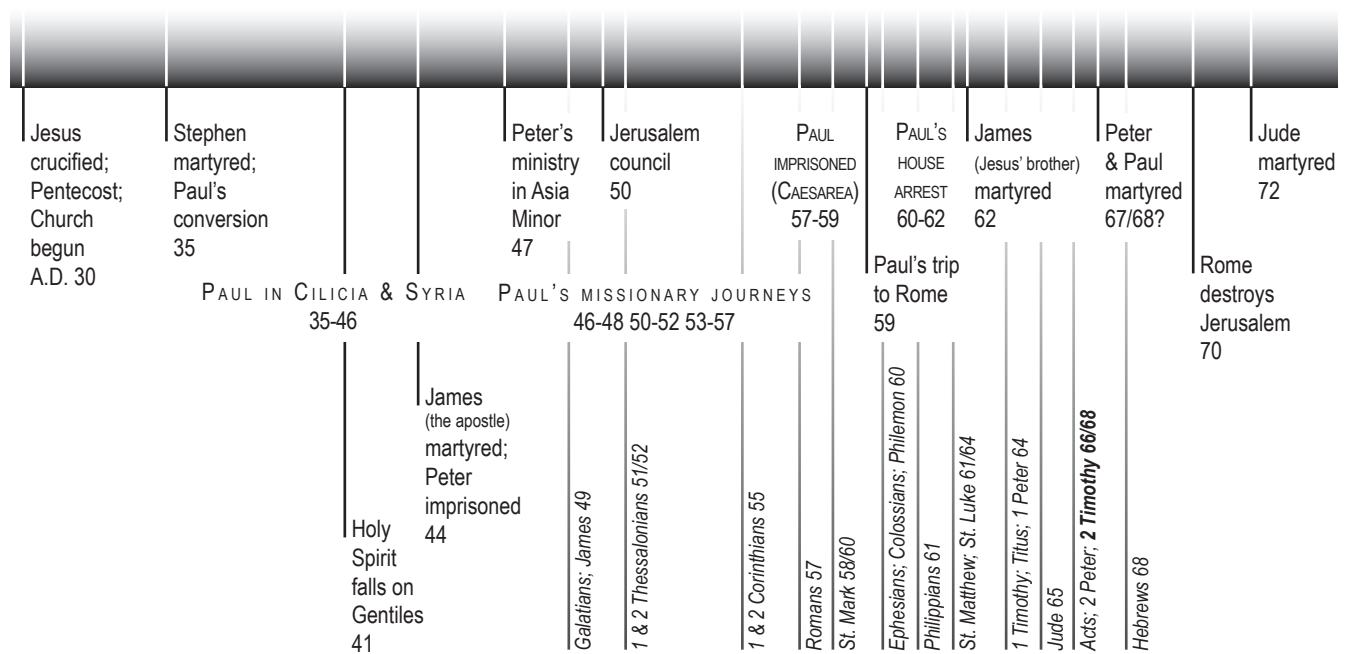 Jesus
crucified;
Pentecost;
Church
begun
A.D. 30
Stephen
martyred;
Paul's
conversion
35
Peter's
ministry
in Asia
Minor
47
Jerusalem
council
50
Paul
imprisoned
(Caesarea)
57-59
Paul's
house
arrest
60-62
James
(Jesus' brother)
martyred
62
Peter
& Paul
martyred
67/68?
Jude
martyred
72
Paul's trip
to Rome
59
Rome
destroys
Jerusalem
70
Paul in Cilicia & Syria
35-46
Paul's missionary journeys
46-48 50-52 53-57
James
(the apostle)
martyred;
Peter
imprisoned
44
Holy
Spirit
falls on
Gentiles
41
Galatians; James 49
1 & 2 Thessalonians 51/52
1 & 2 Corinthians 55
Romans 57
St. Mark 58/60
Ephesians; Colossians; Philemon 60
Philippians 61
St. Matthew; St. Luke 61/64
1 Timothy; Titus; 1 Peter 64
Jude 65
Acts; 2 Peter; 2 Timothy 66/68
Hebrews 68